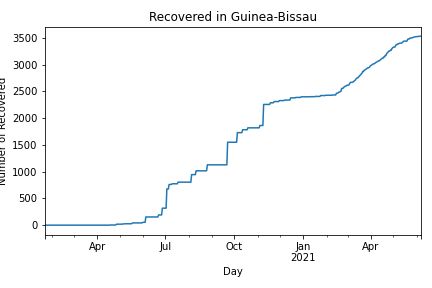 Recovered in Guinea-Bissau
Number of Recovered
3500
3000
2500
2000
1500
1000
500
0
Apr
Jul
Oct
Jan
2021
Apr
Day